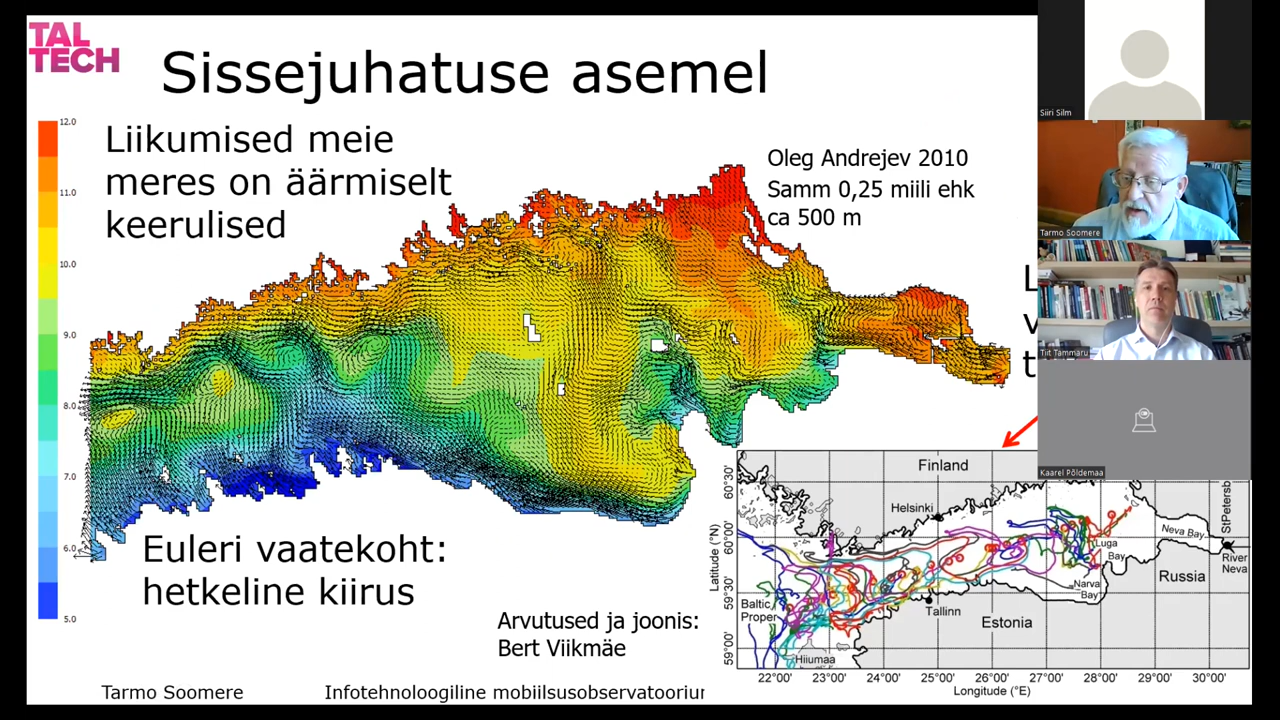 TAL
TECH
Sissejuhatuse asemel
Liikumised meie
meres on äärmiselt
keerulised
Oleg Andrejev 2010
Samm 0,25 miili ehk
ca 500 m
12.0
11.0
10.0
9.0
8.0
7.0
6.0
5.0
Euleri vaatekoht:
hetkeline kiirus
Arvutused ja joonis:
Bert Viikmäe
Tarmo Soomere
Infotehnoloogiline mobiilsusobservatoorium
Siiri Silm
Tarmo Soomere
Tiit Tammaru
Kaarel Põldemaa
Finland
Helsinki
StPetersb
Neva Bay
Luga
Bay
River
Neva
Russia
Narva
Bay
Baltic
Proper
Tallinn
Estonia
Hiiumaa
Latitude (°N)
60°30'
60°00'
59°30'
59°00'
22°00' 23°00' 24°00' 25°00' 26°00' 27°00' 28°00' 29°00' 30°00'
Longitude (°E)